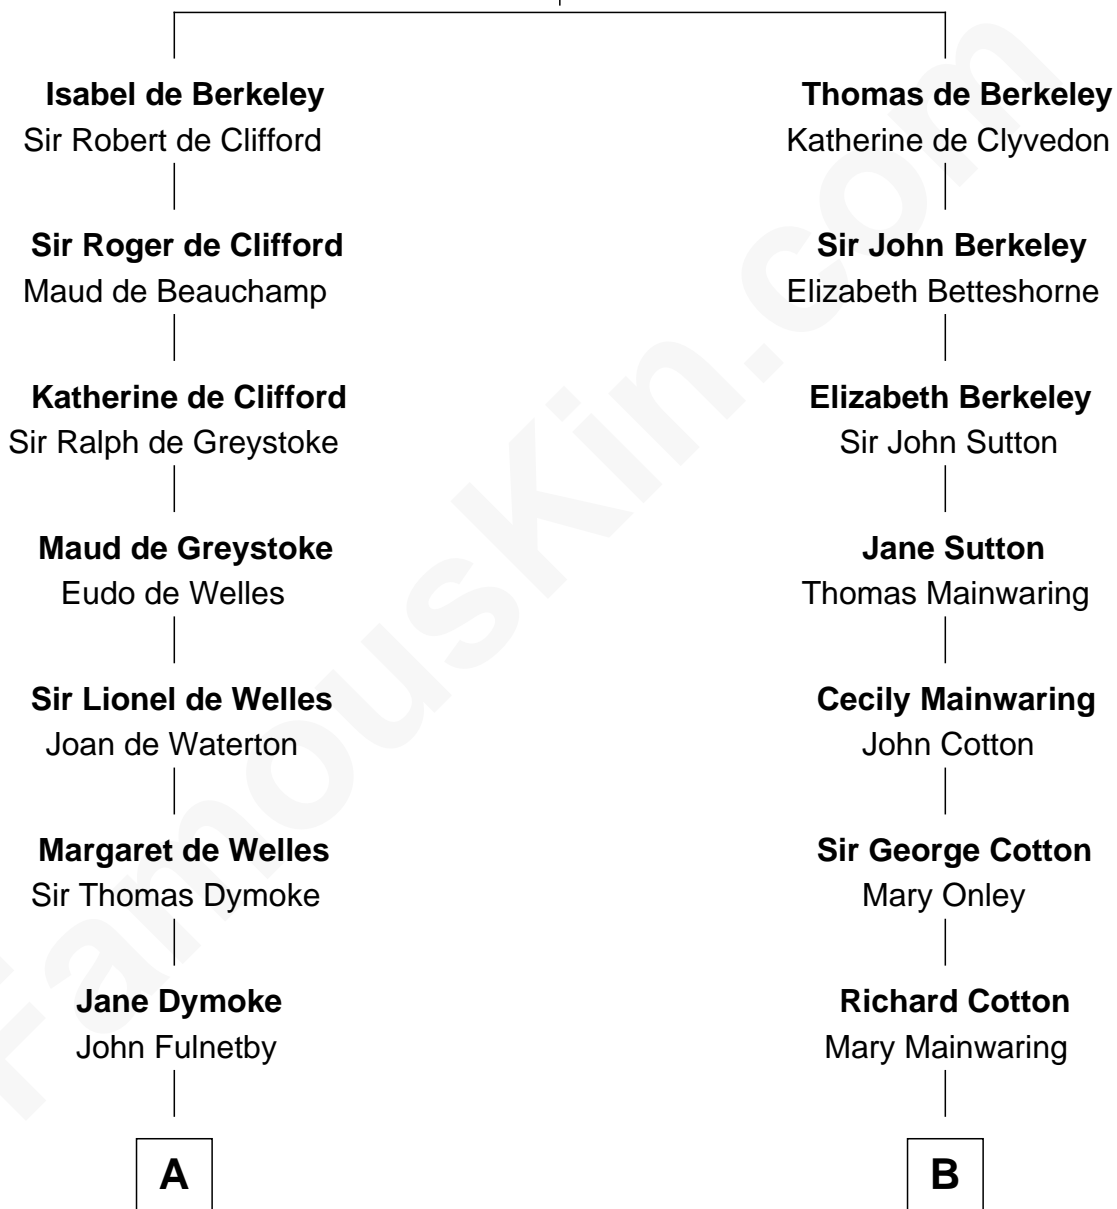 Isabel de Berkeley
Sir Robert de Clifford
Sir Roger de Clifford
Maud de Beauchamp
Katherine de Clifford
Sir Ralph de Greystoke
Maud de Greystoke
Eudo de Welles
Sir Lionel de Welles
Joan de Waterton
Margaret de Welles
Sir Thomas Dymoke
Jane Dymoke
John Fulnetby
A
Thomas de Berkeley
Katherine de Clyvedon
Sir John Berkeley
Elizabeth Betteshorne
Elizabeth Berkeley
Sir John Sutton
Jane Sutton
Thomas Mainwaring
Cecily Mainwaring
John Cotton
Sir George Cotton
Mary Onley
Richard Cotton
Mary Mainwaring
B
FamousKin.com